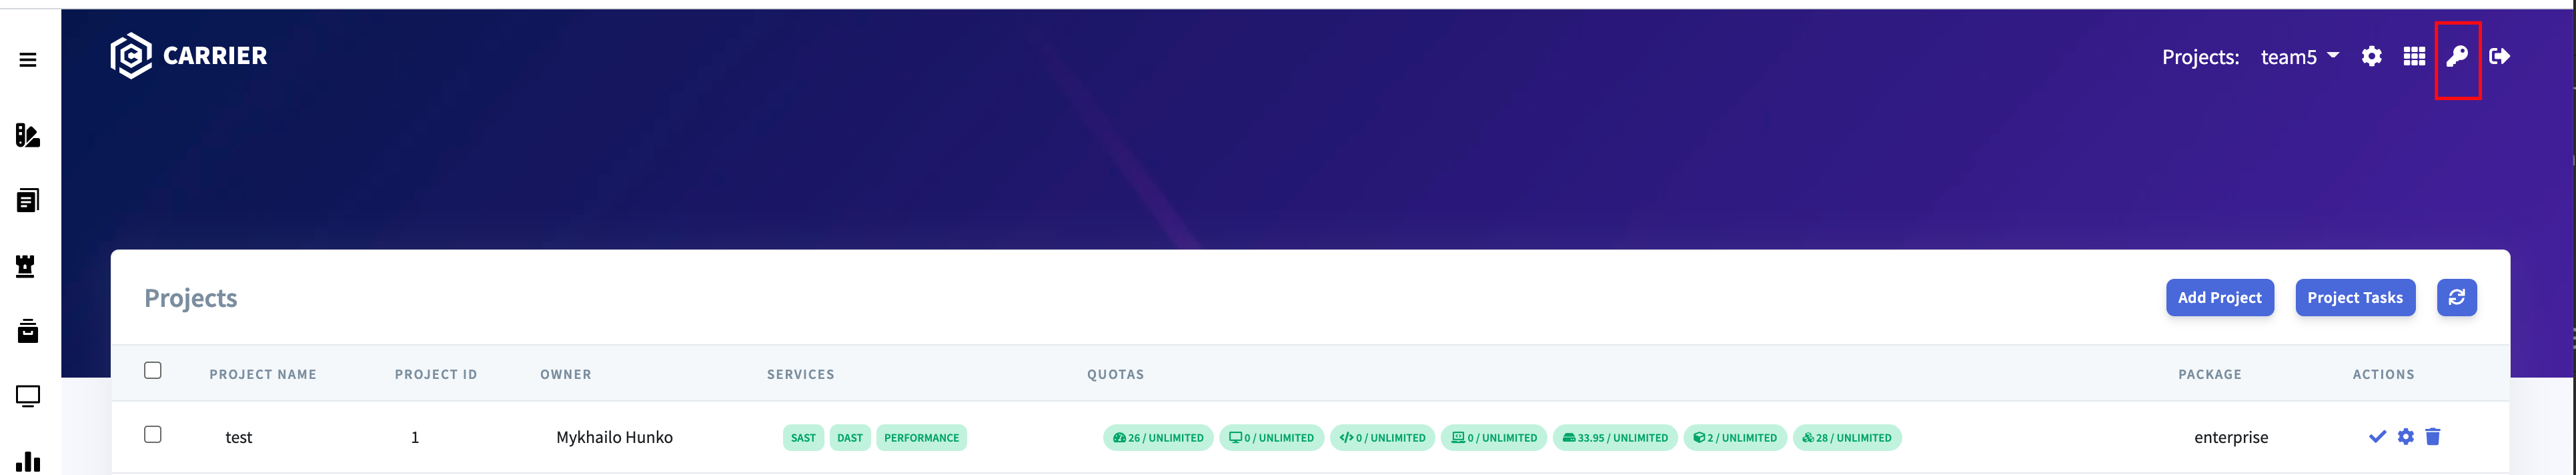 CARRIER
Projects: team5
Projects
Add Project
Project Tasks
PROJECT NAME PROJECT ID OWNER SERVICES QUOTAS PACKAGE ACTIONS
test 1 Mykhailo Hunko SAST DAST PERFORMANCE 26 / UNLIMITED 0 / UNLIMITED 0 / UNLIMITED 0 / UNLIMITED 33.95 / UNLIMITED 2 / UNLIMITED 28 / UNLIMITED enterprise